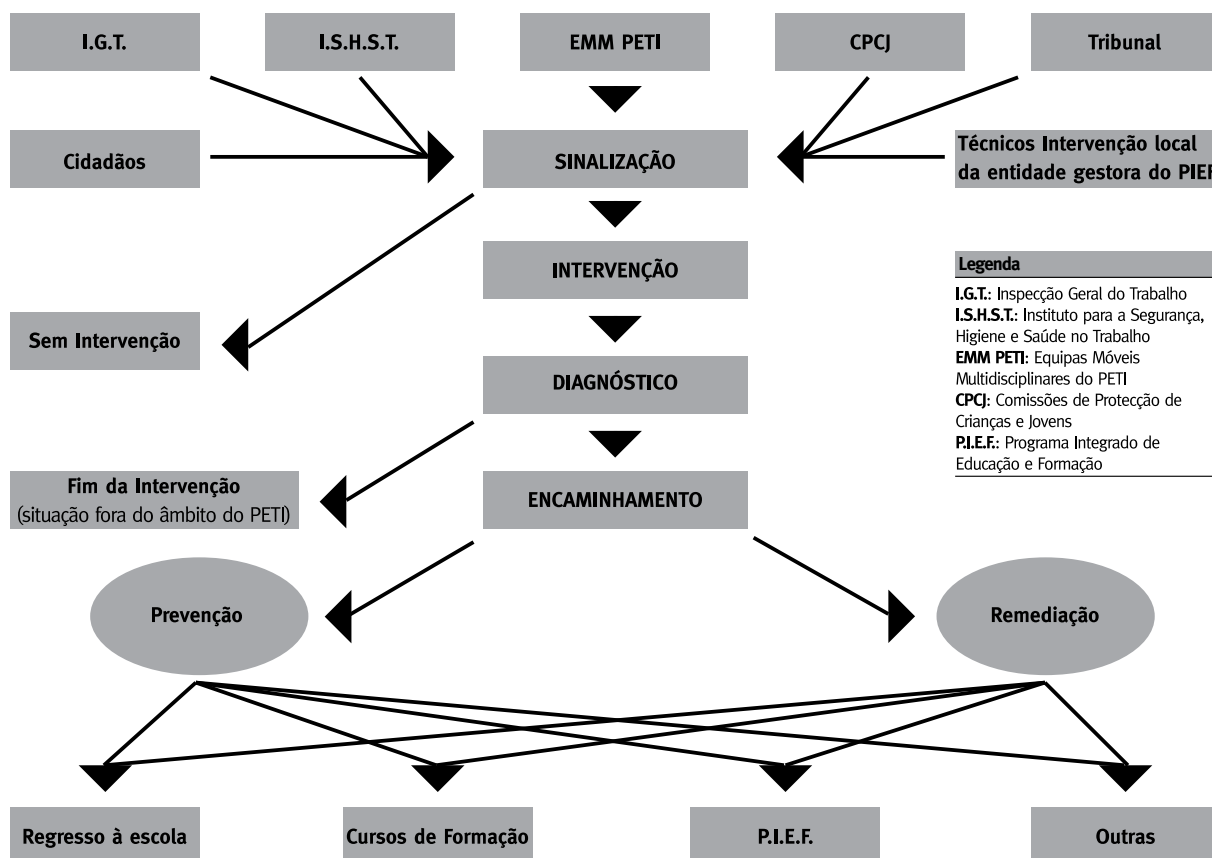 I.G.T.
I.S.H.S.T.
EMM PETI
CPCJ
Tribunal
Cidadãos
SINALIZAÇÃO
Técnicos Intervenção local
da entidade gestora do PIEF
INTERVENÇÃO
Legenda
I.G.T.: Inspecção Geral do Trabalho
I.S.H.S.T.: Instituto para a Segurança,
Higiene e Saúde no Trabalho
EMM PETI: Equipas Móveis
Multidisciplinares do PETI
CPCJ: Comissões de Protecção de
Crianças e Jovens
P.I.E.F.: Programa Integrado de
Educação e Formação
Sem Intervenção
DIAGNÓSTICO
Fim da Intervenção
(situação fora do âmbito do PETI)
ENCAMINHAMENTO
Prevenção
Remediação
Regresso à escola
Cursos de Formação
P.I.E.F.
Outras